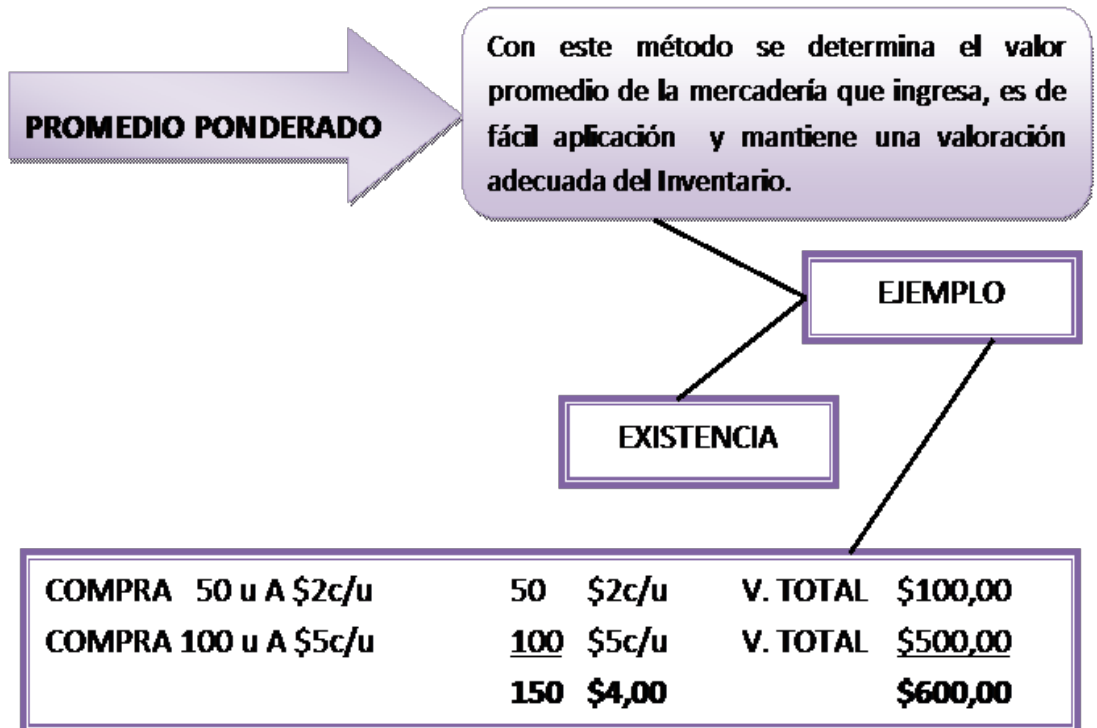 PROMEDIO PONDERADO
Con este método se determina el valor
promedio de la mercadería que ingresa, es de
fácil aplicación y mantiene una valoración
adecuada del Inventario.
EJEMPLO
EXISTENCIA
COMPRA 50 u A $2c/u 50 $2c/u V. TOTAL $100,00
COMPRA 100 u A $5c/u 100 $5c/u V. TOTAL $500,00
150 $4,00 $600,00